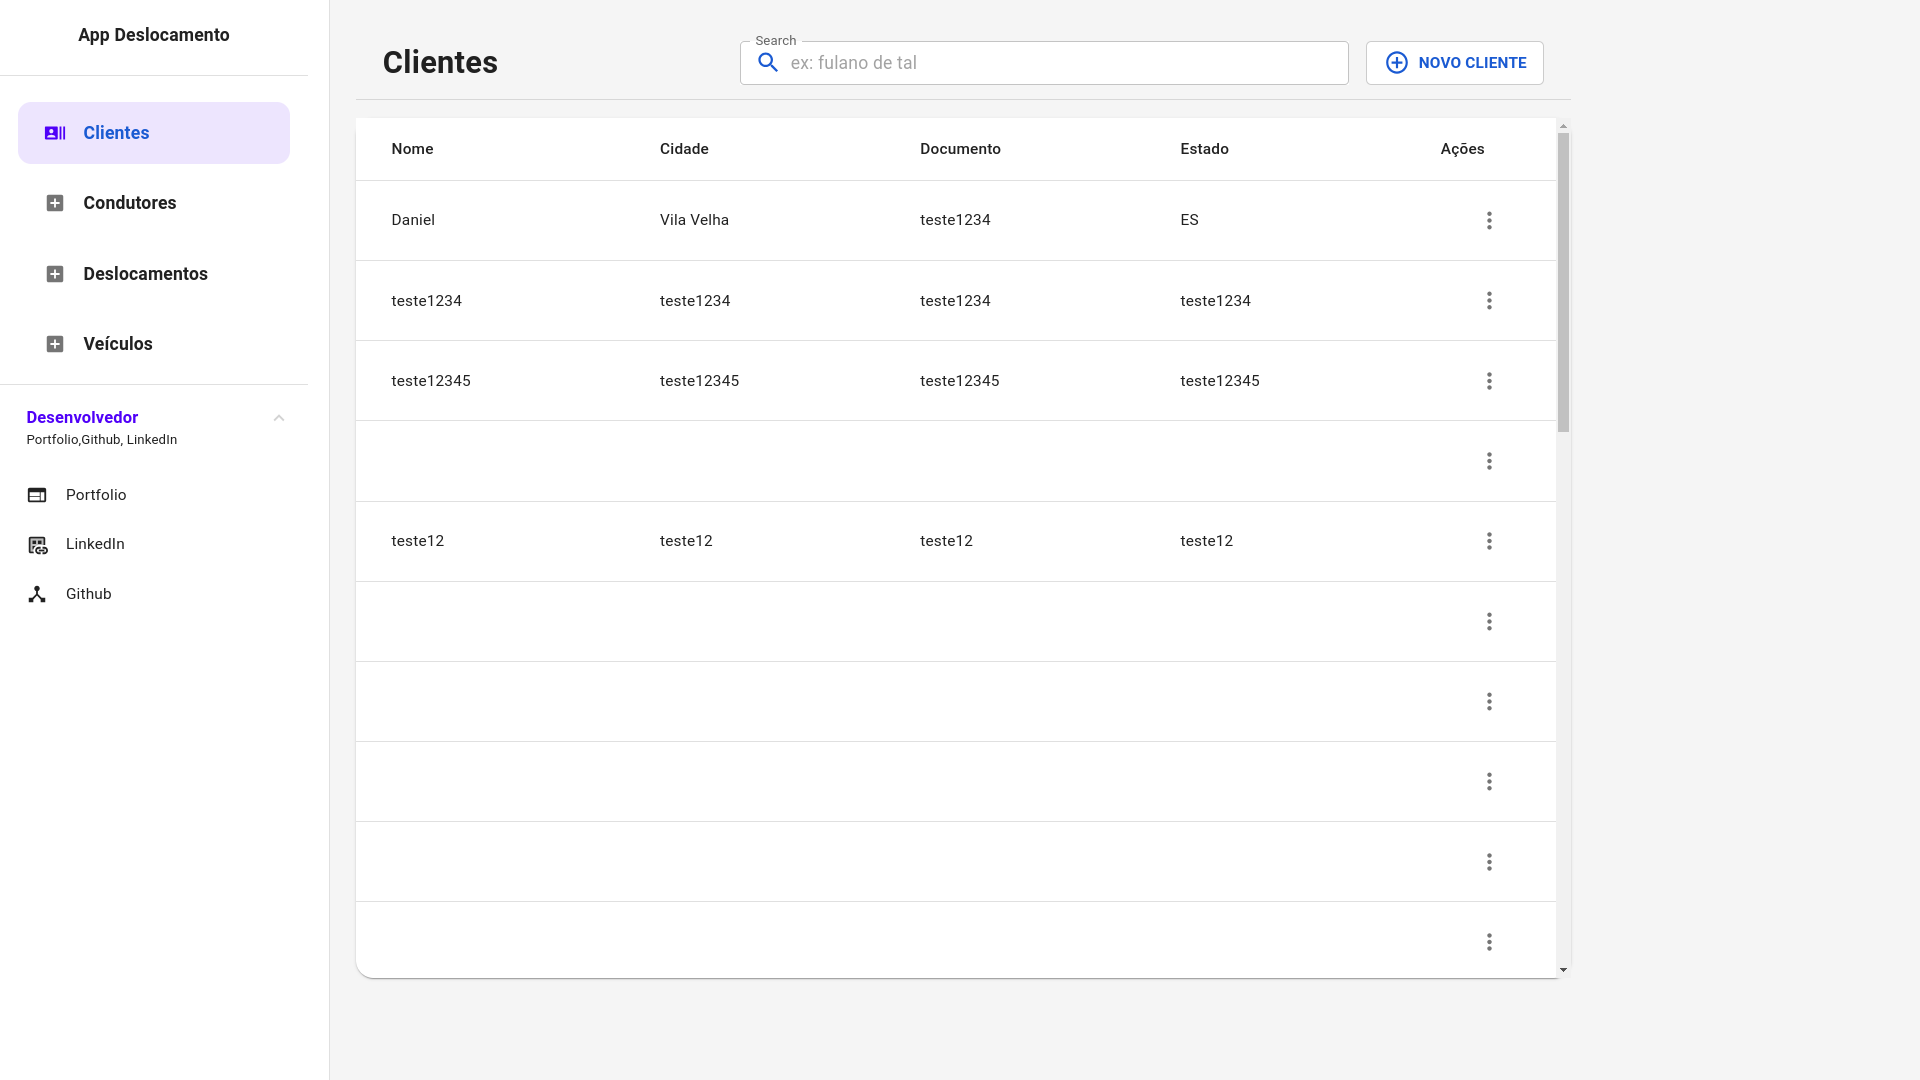 App Deslocamento
Clientes
Condutores
Deslocamentos
Veículos
Desenvolvedor
Portfolio,Github, LinkedIn
Portfolio
LinkedIn
Github
Clientes
Search
ex: fulano de tal
NOVO CLIENTE
Nome Cidade Documento Estado Ações
Daniel Vila Velha teste1234 ES
teste1234 teste1234 teste1234 teste1234
teste12345 teste12345 teste12345 teste12345
teste12 teste12 teste12 teste12